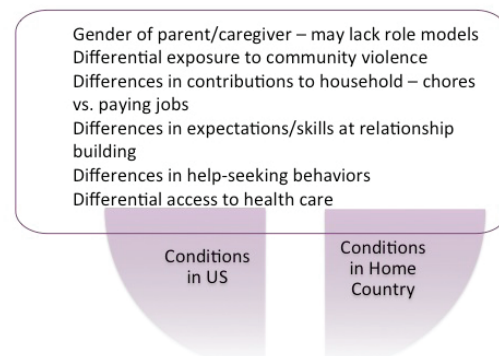 Gender of parent/caregiver – may lack role models
Differential exposure to community violence
Differences in contributions to household – chores
vs. paying jobs
Differences in expectations/skills at relationship
building
Differences in help-seeking behaviors
Differential access to health care
Conditions
in US
Conditions
in Home
Country